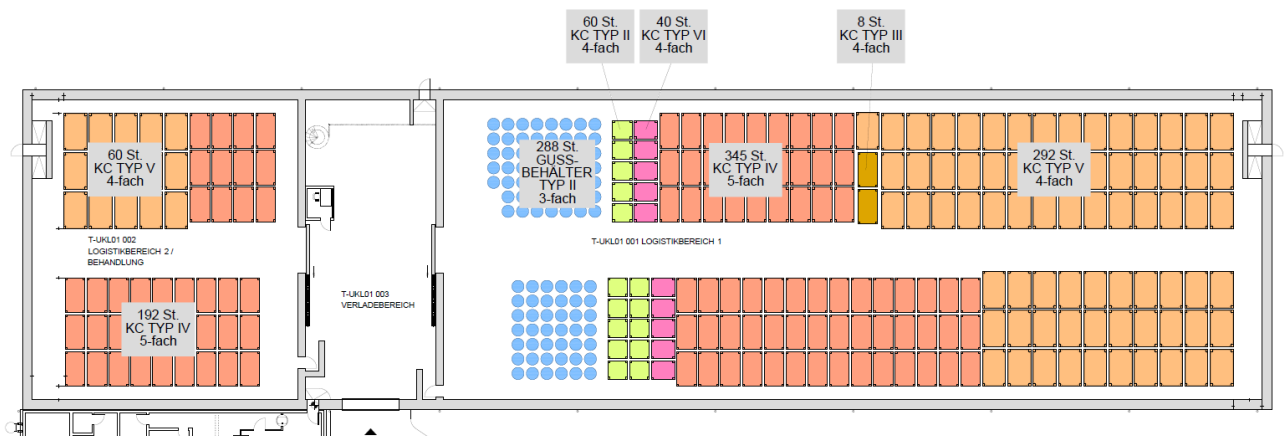 60 St.
KC TYP II
4-fach
40 St.
KC TYP VI
4-fach
8 St.
KC TYP III
4-fach
60 St.
KC TYP V
4-fach
288 St.
GUSS-
BEHÄLTER
TYP II
3-fach
345 St.
KC TYP IV
5-fach
292 St.
KC TYP V
4-fach
T-UKL01 002
LOGISTIKBEREICH 2 /
BEHANDLUNG
T-UKL01 001 LOGISTIKBEREICH 1
T-UKL01 003
VERLADEBEREICH
192 St.
KC TYP IV
5-fach